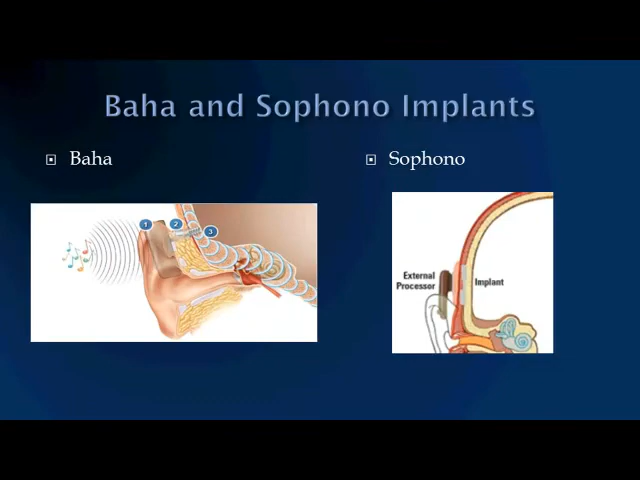 Baha and Sophono Implants
Baha
Sophono
1
2
3
External
Processor
Implant